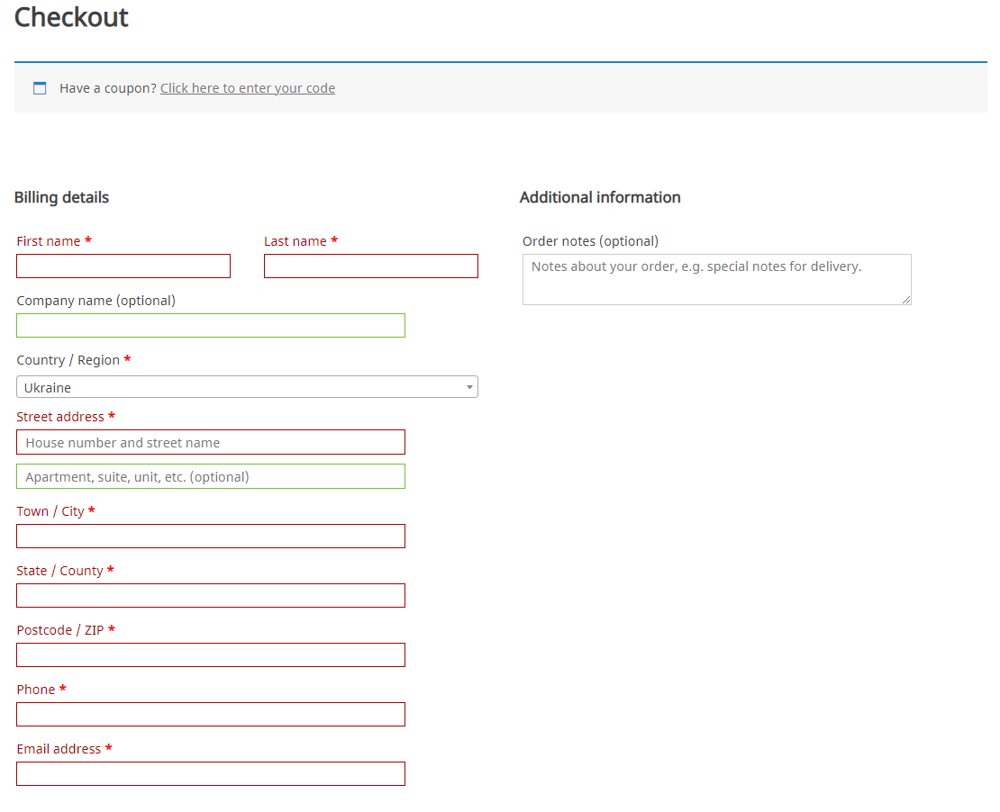 Checkout
Have a coupon? Click here to enter your code
Billing details
First name *
Last name *
Company name (optional)
Country / Region *
Ukraine
Street address *
House number and street name
Apartment, suite, unit, etc. (optional)
Town / City *
State / County *
Postcode / ZIP *
Phone *
Email address *
Additional information
Order notes (optional)
Notes about your order, e.g. special notes for delivery.